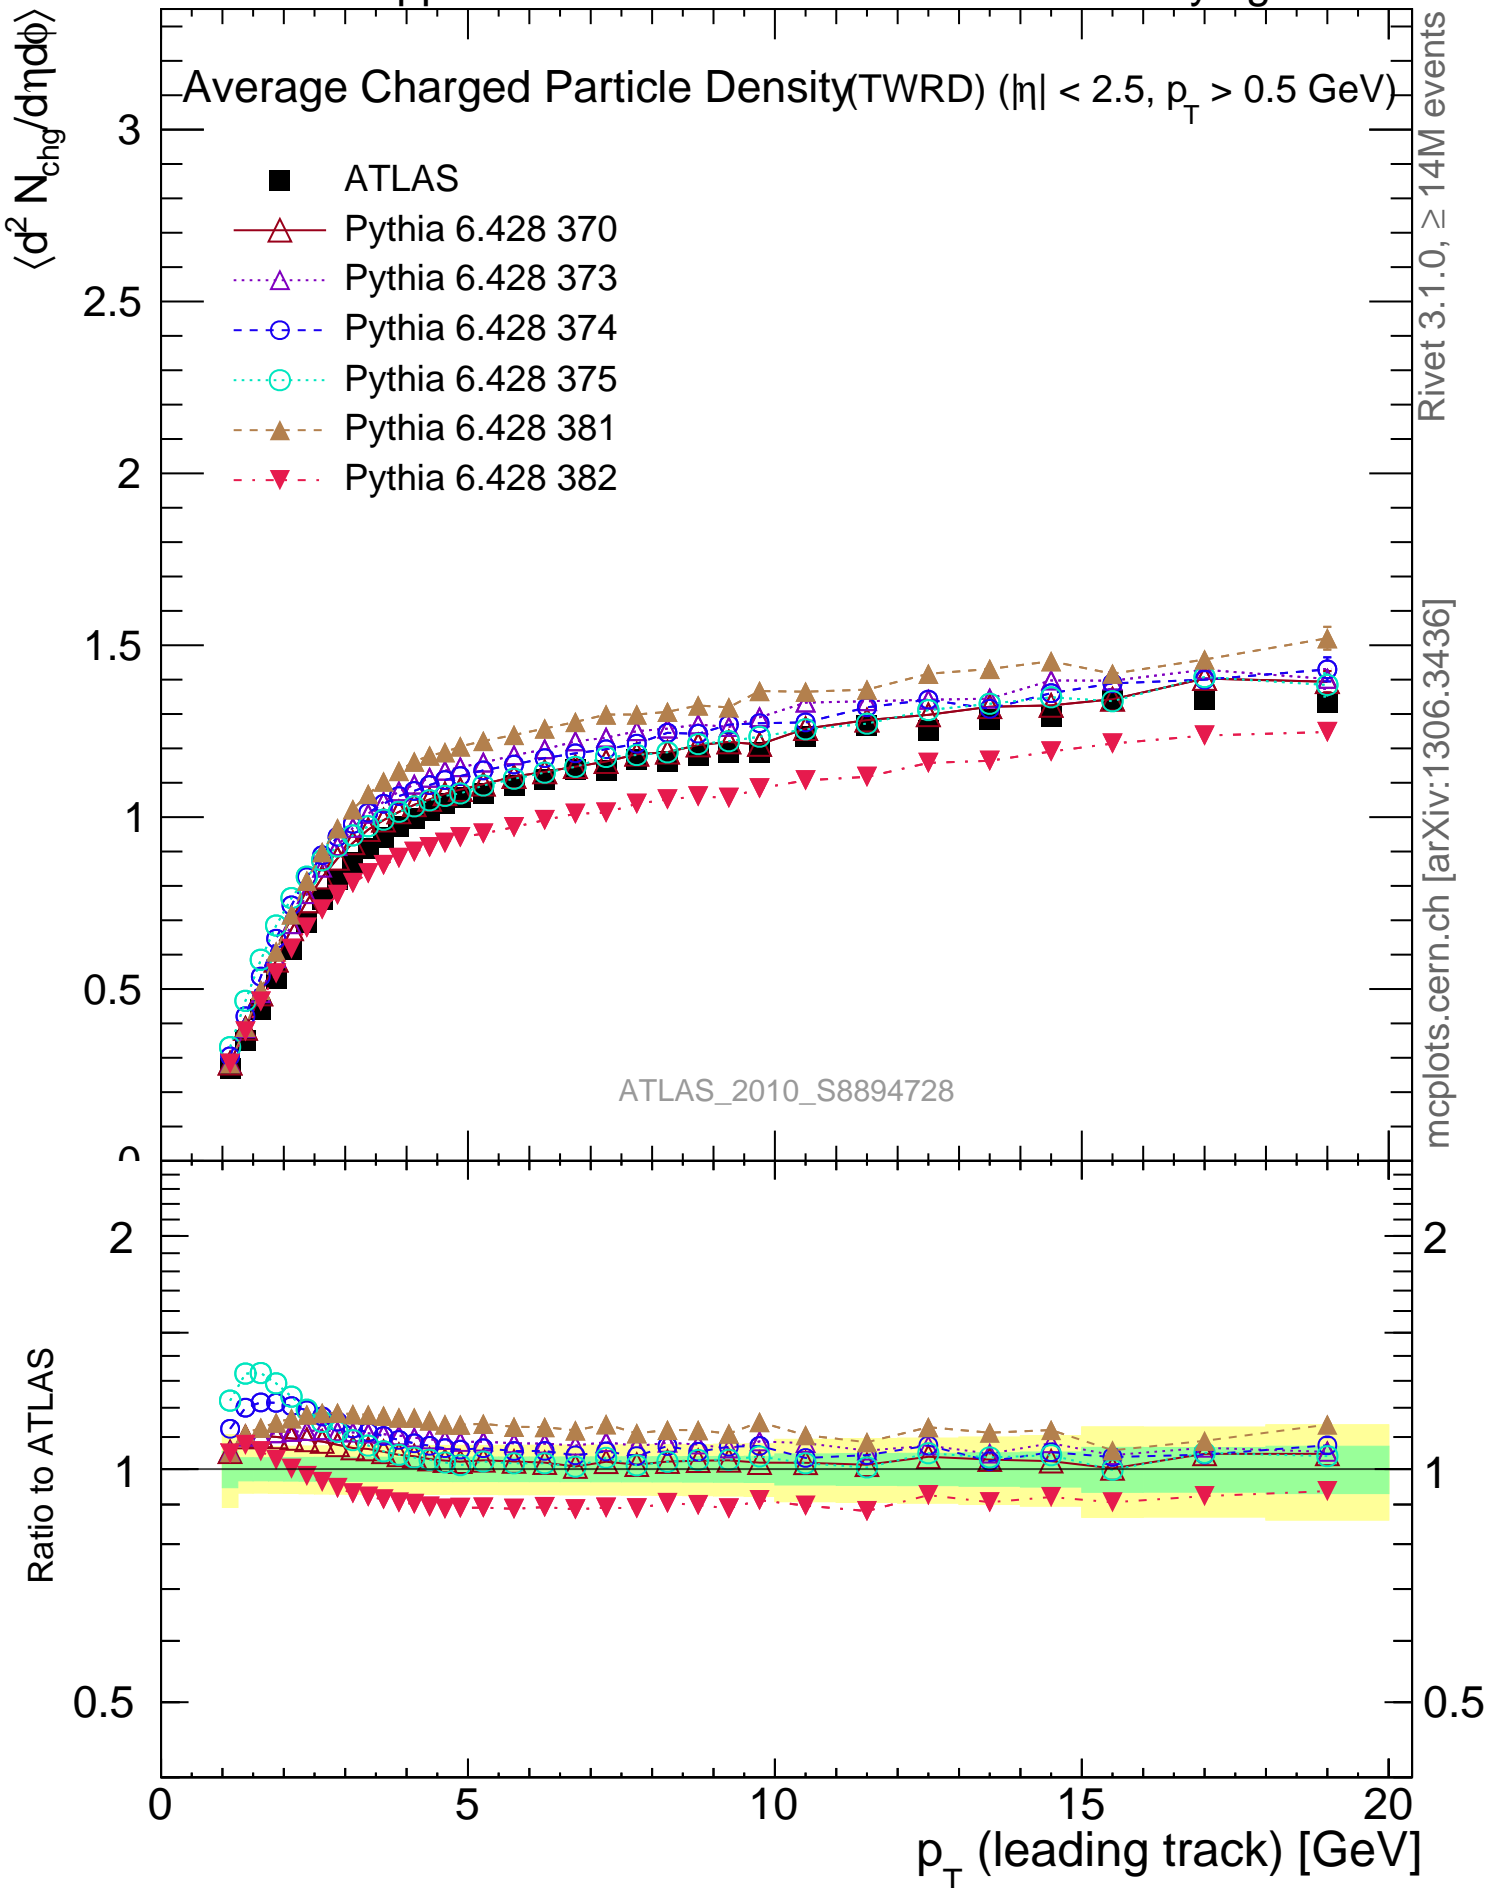 Average Charged Particle Density (TWRD) (|η| < 2.5, p_T > 0.5 GeV)
⟨d² N_chg/dηdϕ⟩
3
2.5
2
1.5
1
0.5
0
ATLAS
Pythia 6.428 370
Pythia 6.428 373
Pythia 6.428 374
Pythia 6.428 375
Pythia 6.428 381
Pythia 6.428 382
ATLAS_2010_S8894728
Rivet 3.1.0, ≥ 14M events
mcplots.cern.ch [arXiv:1306.3436]
Ratio to ATLAS
2
1
0.5
2
1
0.5
0
5
10
15
20
p_T (leading track) [GeV]